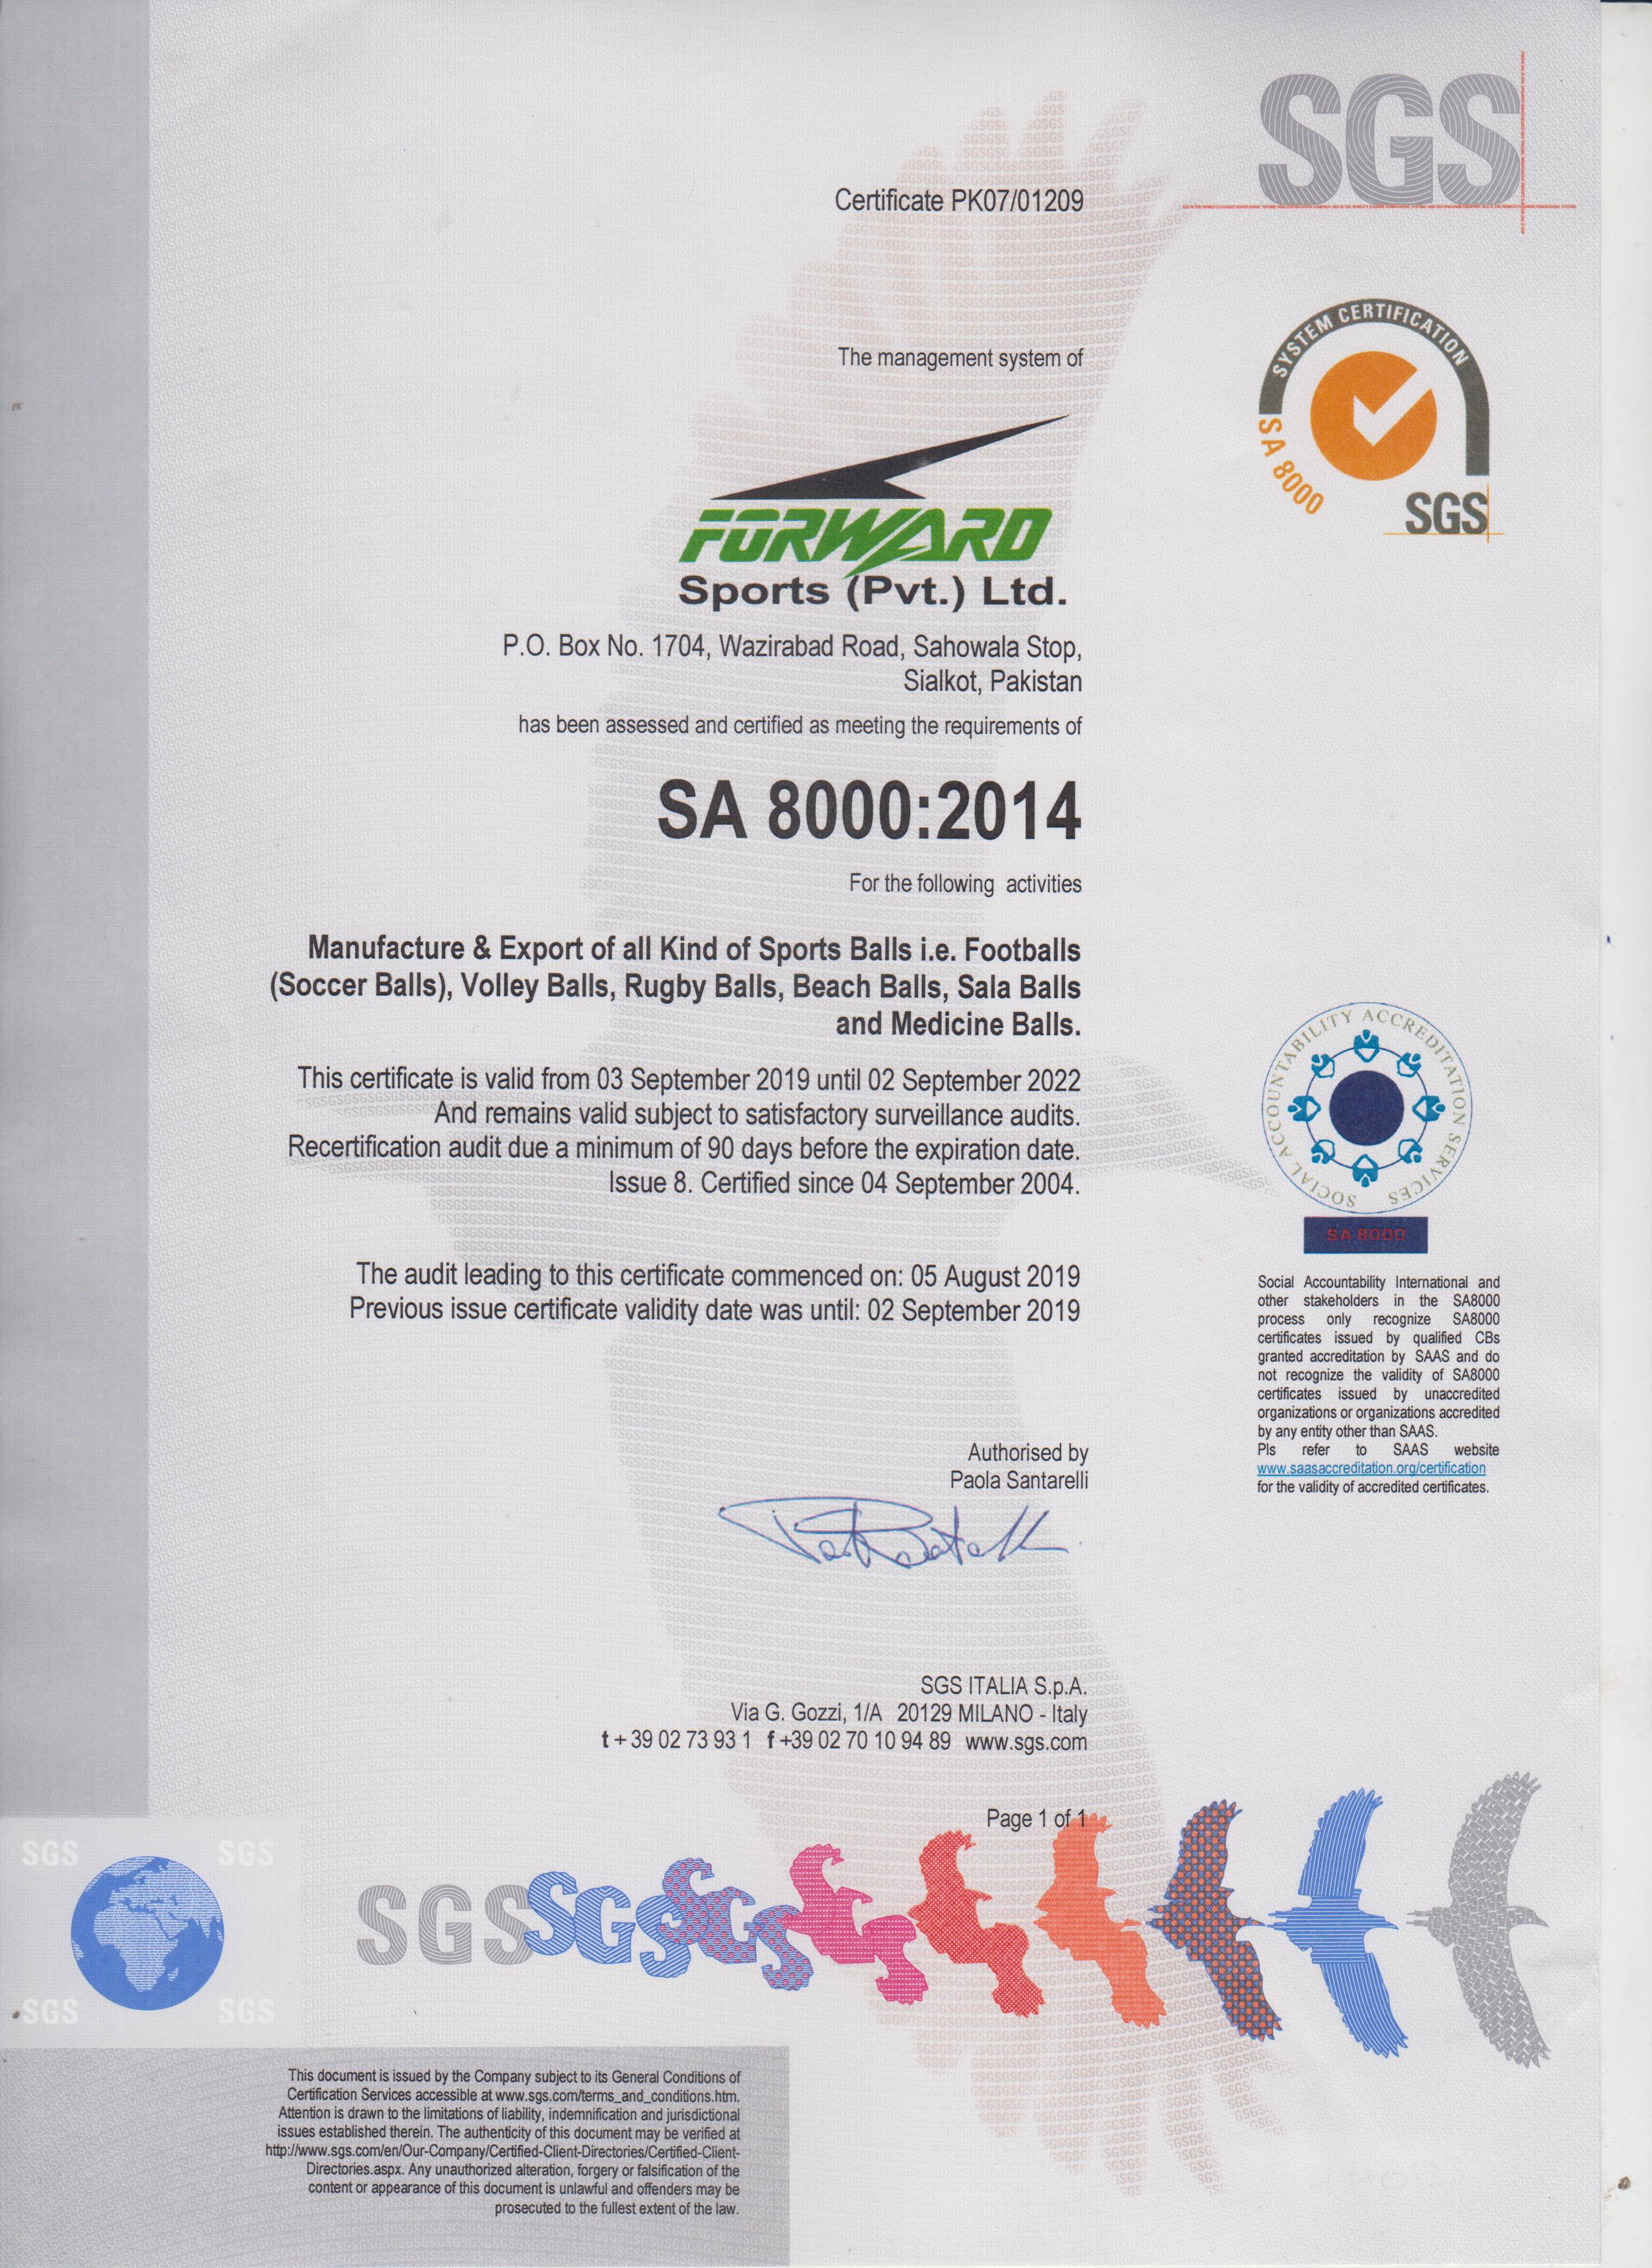 SGS
Certificate PK07/01209
SYSTEM CERTIFICATION
SA 8000
SGS
The management system of
FORWARD
Sports (Pvt.) Ltd.
P.O. Box No. 1704, Wazirabad Road, Sahowala Stop,
Sialkot, Pakistan
has been assessed and certified as meeting the requirements of
SA 8000:2014
For the following activities
Manufacture & Export of all Kind of Sports Balls i.e. Footballs
(Soccer Balls), Volley Balls, Rugby Balls, Beach Balls, Sala Balls
and Medicine Balls.
This certificate is valid from 03 September 2019 until 02 September 2022
And remains valid subject to satisfactory surveillance audits.
Recertification audit due a minimum of 90 days before the expiration date.
Issue 8. Certified since 04 September 2004.
The audit leading to this certificate commenced on: 05 August 2019
Previous issue certificate validity date was until: 02 September 2019
SOCIAL ACCOUNTABILITY ACCREDITATION SERVICES
SA 8000
Social Accountability International and
other stakeholders in the SA8000
process only recognize SA8000
certificates issued by qualified CBs
granted accreditation by SAAS and do
not recognize the validity of SA8000
certificates issued by unaccredited
organizations or organizations accredited
by any entity other than SAAS.
Pls refer to SAAS website
www.saasaccreditation.org/certification
for the validity of accredited certificates.
Authorised by
Paola Santarelli
SGS ITALIA S.p.A.
Via G. Gozzi, 1/A 20129 MILANO - Italy
t + 39 02 73 93 1 f +39 02 70 10 94 89 www.sgs.com
Page 1 of 1
SGS SGS
SGS SGS
SGS SGS SGS
This document is issued by the Company subject to its General Conditions of
Certification Services accessible at www.sgs.com/terms_and_conditions.htm.
Attention is drawn to the limitations of liability, indemnification and jurisdictional
issues established therein. The authenticity of this document may be verified at
http://www.sgs.com/en/Our-Company/Certified-Client-Directories/Certified-Client-
Directories.aspx. Any unauthorized alteration, forgery or falsification of the
content or appearance of this document is unlawful and offenders may be
prosecuted to the fullest extent of the law.